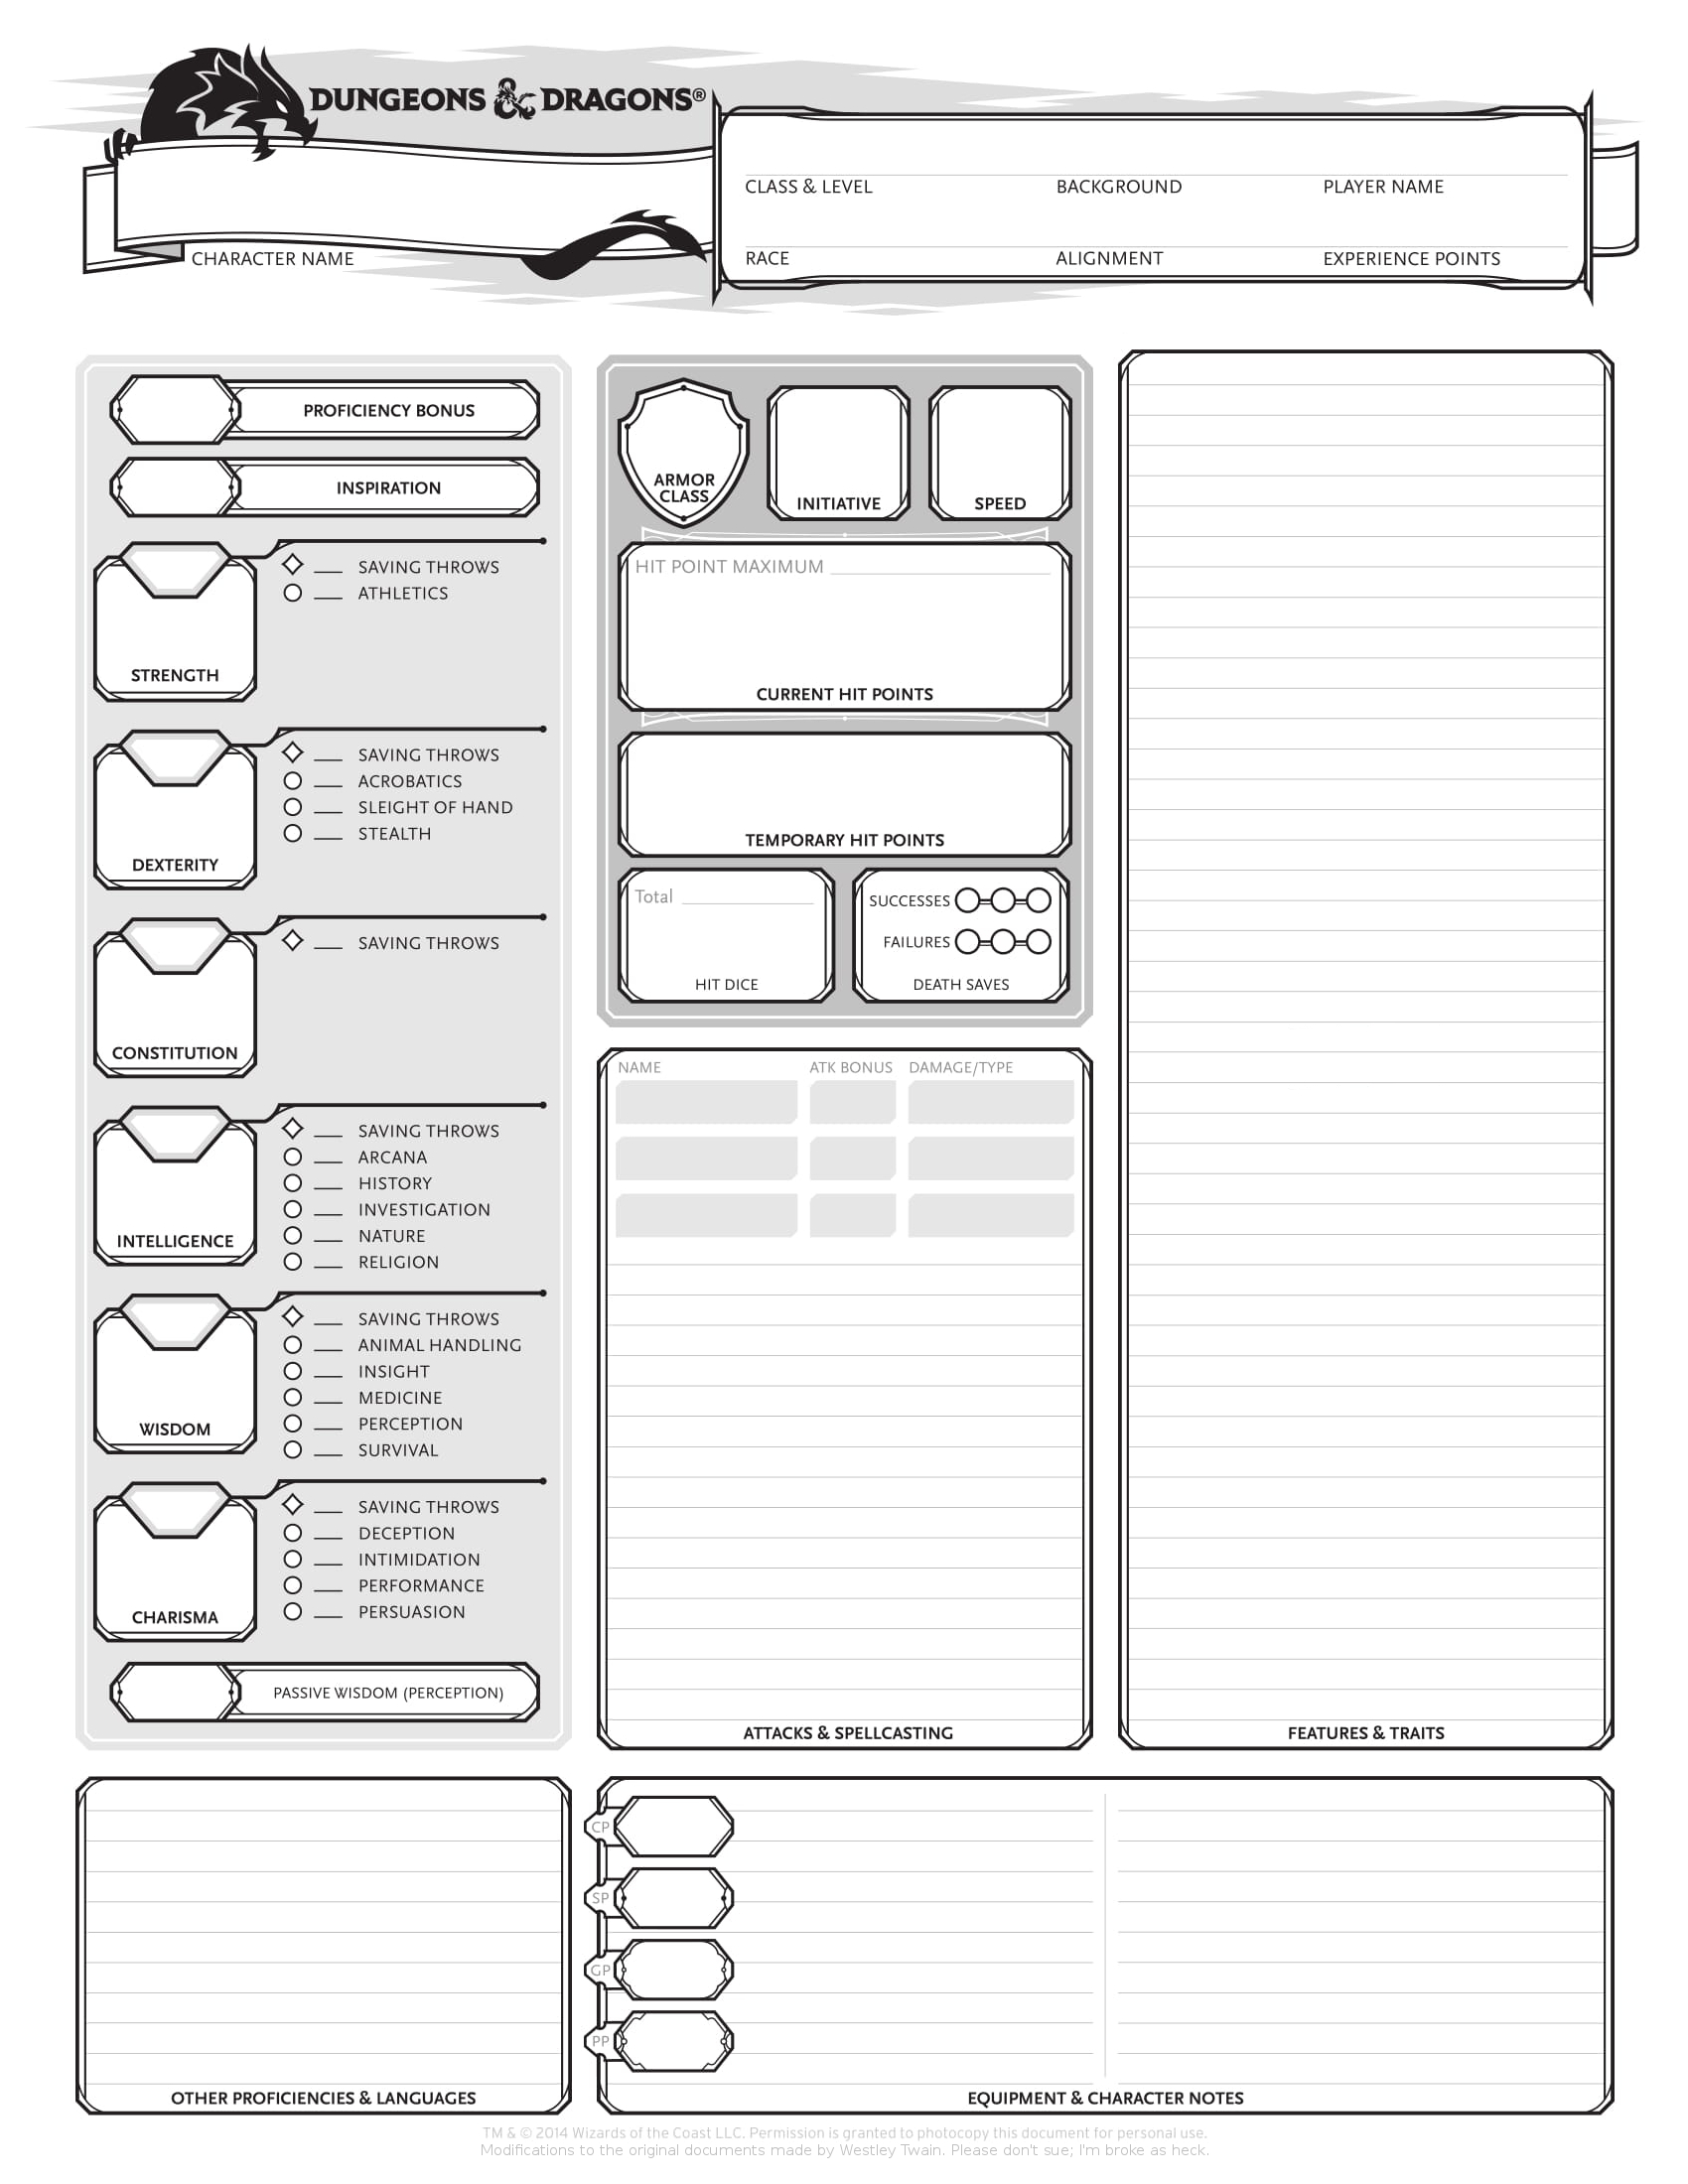 DUNGEONS & DRAGONS®
CLASS & LEVEL BACKGROUND PLAYER NAME
CHARACTER NAME
RACE ALIGNMENT EXPERIENCE POINTS
PROFICIENCY BONUS
INSPIRATION
STRENGTH
SAVING THROWS
ATHLETICS
DEXTERITY
SAVING THROWS
ACROBATICS
SLEIGHT OF HAND
STEALTH
CONSTITUTION
SAVING THROWS
INTELLIGENCE
SAVING THROWS
ARCANA
HISTORY
INVESTIGATION
NATURE
RELIGION
WISDOM
SAVING THROWS
ANIMAL HANDLING
INSIGHT
MEDICINE
PERCEPTION
SURVIVAL
CHARISMA
SAVING THROWS
DECEPTION
INTIMIDATION
PERFORMANCE
PERSUASION
PASSIVE WISDOM (PERCEPTION)
ARMOR
CLASS
INITIATIVE
SPEED
HIT POINT MAXIMUM
CURRENT HIT POINTS
TEMPORARY HIT POINTS
Total
HIT DICE
SUCCESSES
FAILURES
DEATH SAVES
NAME ATK BONUS DAMAGE/TYPE
ATTACKS & SPELLCASTING
FEATURES & TRAITS
OTHER PROFICIENCIES & LANGUAGES
CP
SP
GP
PP
EQUIPMENT & CHARACTER NOTES
TM & © 2014 Wizards of the Coast LLC. Permission is granted to photocopy this document for personal use.
Modifications to the original documents made by Westley Twain. Please don't sue; I'm broke as heck.